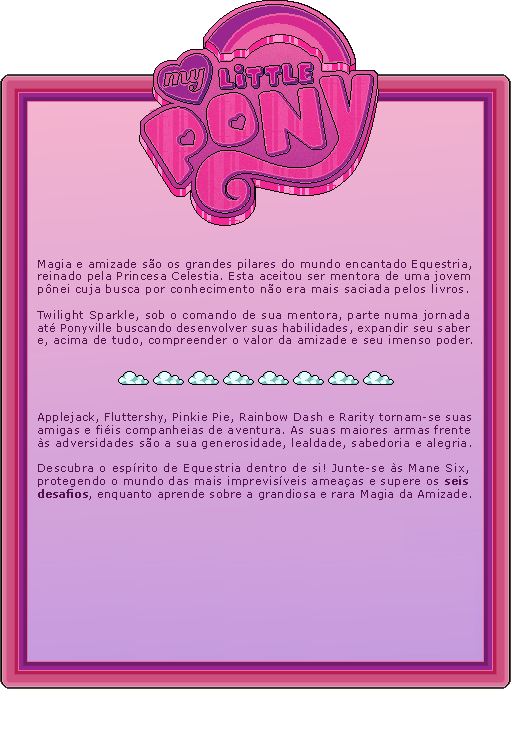 my LiTTLE
PONY
Magia e amizade são os grandes pilares do mundo encantado Equestria,
reinado pela Princesa Celestia. Esta aceitou ser mentora de uma jovem
pônei cuja busca por conhecimento não era mais saciada pelos livros.
Twilight Sparkle, sob o comando de sua mentora, parte numa jornada
até Ponyville buscando desenvolver suas habilidades, expandir seu saber
e, acima de tudo, compreender o valor da amizade e seu imenso poder.
Applejack, Fluttershy, Pinkie Pie, Rainbow Dash e Rarity tornam-se suas
amigas e fiéis companheiras de aventura. As suas maiores armas frente
às adversidades são a sua generosidade, lealdade, sabedoria e alegria.
Descubra o espírito de Equestria dentro de si! Junte-se às Mane Six,
protegendo o mundo das mais imprevisíveis ameaças e supere os seis
desafios, enquanto aprende sobre a grandiosa e rara Magia da Amizade.